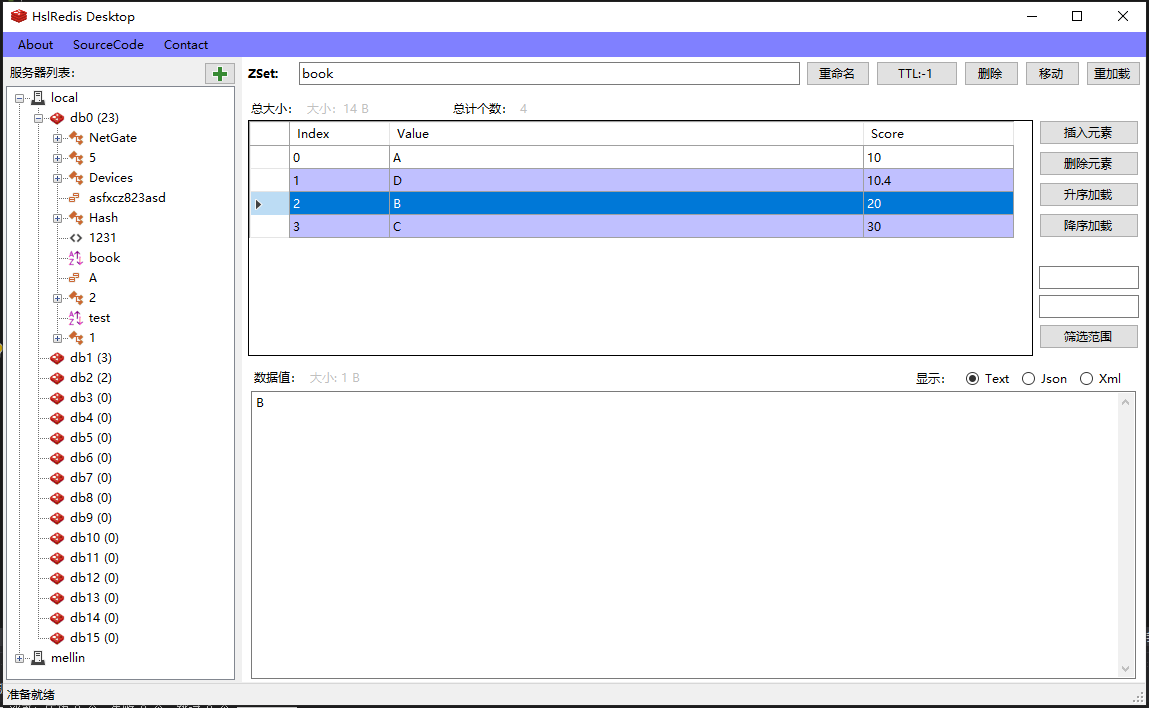 HslRedis Desktop
About SourceCode Contact
服务器列表:
ZSet: book 重命名 TTL:-1 删除 移动 重加载
总大小: 大小: 14 B 总计个数: 4
Index Value Score
0 A 10
1 D 10.4
2 B 20
3 C 30
插入元素
删除元素
升序加载
降序加载
筛选范围
数据值: 大小: 1 B 显示: Text Json Xml
B
local
db0 (23)
NetGate
5
Devices
asfxcz823asd
Hash
1231
book
A
2
test
1
db1 (3)
db2 (2)
db3 (0)
db4 (0)
db5 (0)
db6 (0)
db7 (0)
db8 (0)
db9 (0)
db10 (0)
db11 (0)
db12 (0)
db13 (0)
db14 (0)
db15 (0)
mellin
准备就绪